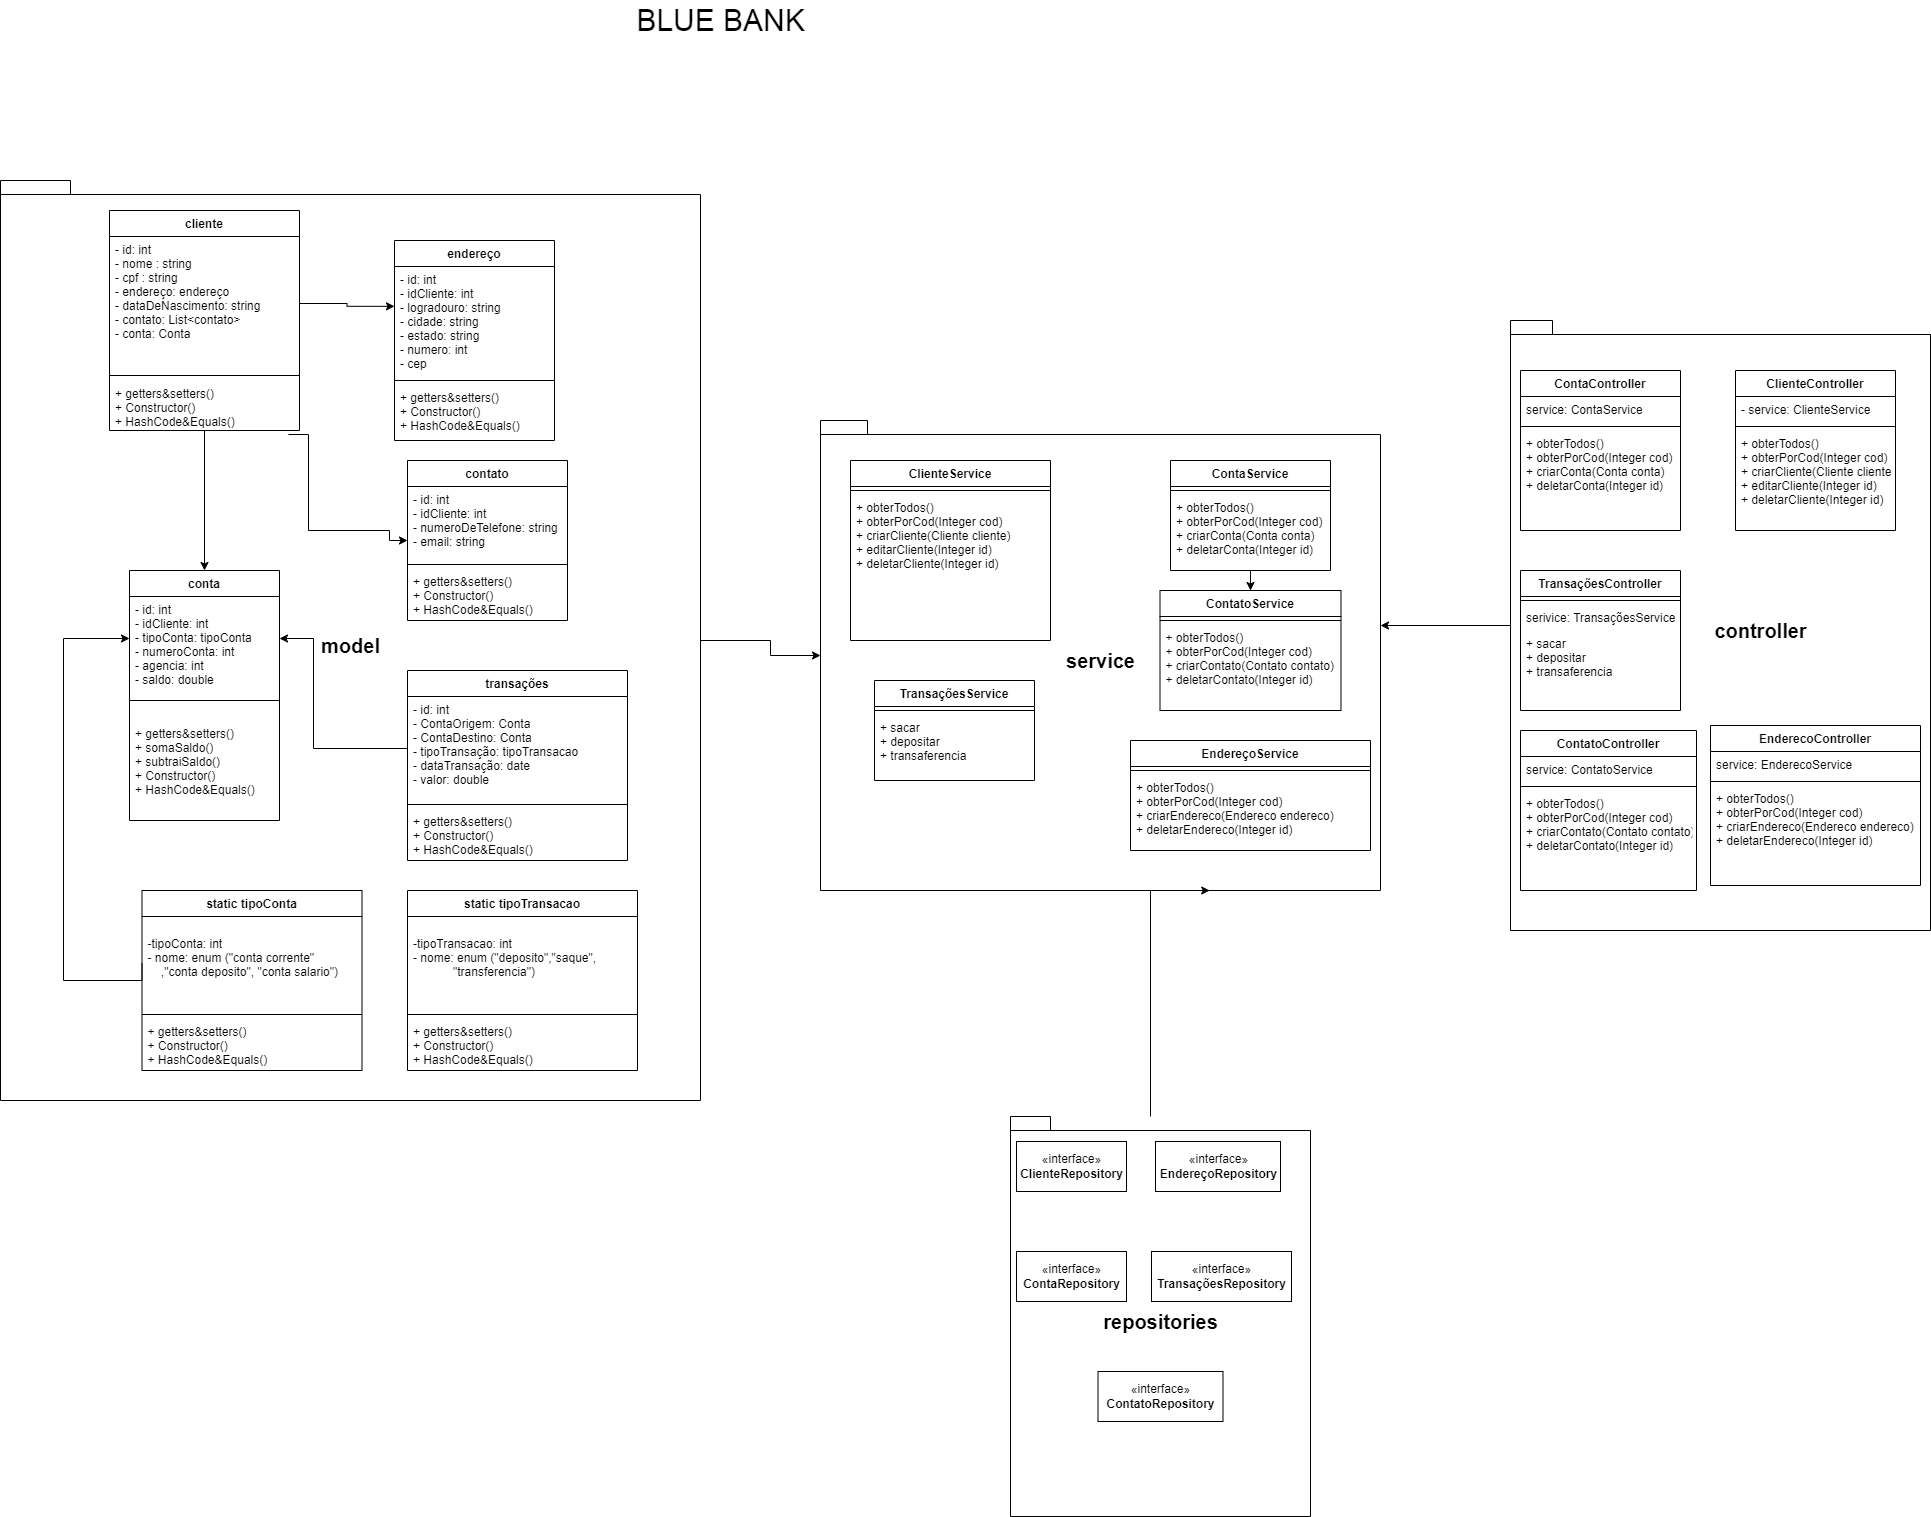 BLUE BANK
cliente
- id: int
- nome : string
- cpf : string
- endereço: endereço
- dataDeNascimento: string
- contato: List<contato>
- conta: Conta
+ getters&setters()
+ Constructor()
+ HashCode&Equals()
endereço
- id: int
- idCliente: int
- logradouro: string
- cidade: string
- estado: string
- numero: int
- cep
+ getters&setters()
+ Constructor()
+ HashCode&Equals()
contato
- id: int
- idCliente: int
- numeroDeTelefone: string
- email: string
+ getters&setters()
+ Constructor()
+ HashCode&Equals()
conta
- id: int
- idCliente: int
- tipoConta: tipoConta
- numeroConta: int
- agencia: int
- saldo: double
+ getters&setters()
+ somaSaldo()
+ subtraiSaldo()
+ Constructor()
+ HashCode&Equals()
model
transações
- id: int
- ContaOrigem: Conta
- ContaDestino: Conta
- tipoTransação: tipoTransacao
- dataTransação: date
- valor: double
+ getters&setters()
+ Constructor()
+ HashCode&Equals()
static tipoConta
-tipoConta: int
- nome: enum ("conta corrente"
,"conta deposito", "conta salario")
+ getters&setters()
+ Constructor()
+ HashCode&Equals()
static tipoTransacao
-tipoTransacao: int
- nome: enum ("deposito","saque",
"transferencia")
+ getters&setters()
+ Constructor()
+ HashCode&Equals()
ClienteService
+ obterTodos()
+ obterPorCod(Integer cod)
+ criarCliente(Cliente cliente)
+ editarCliente(Integer id)
+ deletarCliente(Integer id)
ContaService
+ obterTodos()
+ obterPorCod(Integer cod)
+ criarConta(Conta conta)
+ deletarConta(Integer id)
ContatoService
+ obterTodos()
+ obterPorCod(Integer cod)
+ criarContato(Contato contato)
+ deletarContato(Integer id)
service
TransaçõesService
+ sacar
+ depositar
+ transaferencia
EndereçoService
+ obterTodos()
+ obterPorCod(Integer cod)
+ criarEndereco(Endereco endereco)
+ deletarEndereco(Integer id)
ContaController
service: ContaService
+ obterTodos()
+ obterPorCod(Integer cod)
+ criarConta(Conta conta)
+ deletarConta(Integer id)
ClienteController
- service: ClienteService
+ obterTodos()
+ obterPorCod(Integer cod)
+ criarCliente(Cliente cliente
+ editarCliente(Integer id)
+ deletarCliente(Integer id)
TransaçõesController
serivice: TransaçõesService
+ sacar
+ depositar
+ transaferencia
controller
ContatoController
service: ContatoService
+ obterTodos()
+ obterPorCod(Integer cod)
+ criarContato(Contato contato)
+ deletarContato(Integer id)
EnderecoController
service: EnderecoService
+ obterTodos()
+ obterPorCod(Integer cod)
+ criarEndereco(Endereco endereco)
+ deletarEndereco(Integer id)
«interface»
ClienteRepository
«interface»
EndereçoRepository
«interface»
ContaRepository
«interface»
TransaçõesRepository
repositories
«interface»
ContatoRepository